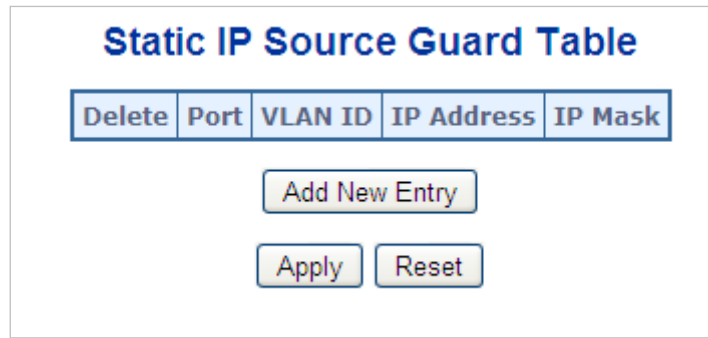 Static IP Source Guard Table
Delete Port VLAN ID IP Address IP Mask
Add New Entry
Apply Reset